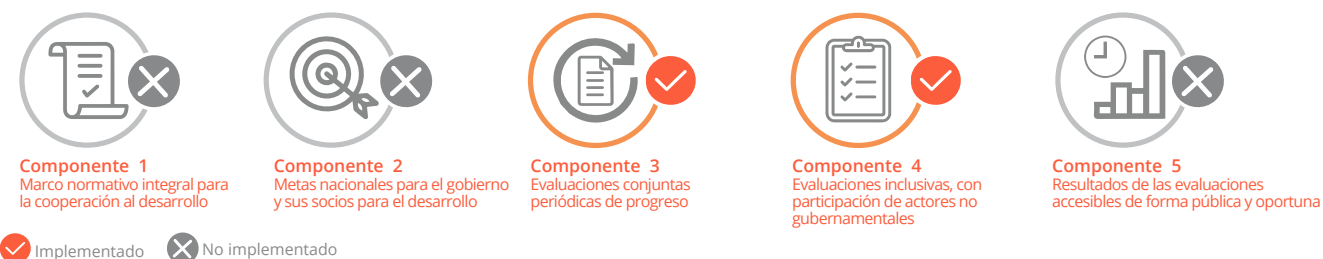 Componente 1
Marco normativo integral para
la cooperación al desarrollo
Componente 2
Metas nacionales para el gobierno
y sus socios para el desarrollo
Componente 3
Evaluaciones conjuntas
periódicas de progreso
Componente 4
Evaluaciones inclusivas, con
participación de actores no
gubernamentales
Componente 5
Resultados de las evaluaciones
accesibles de forma pública y oportuna
Implementado
No implementado